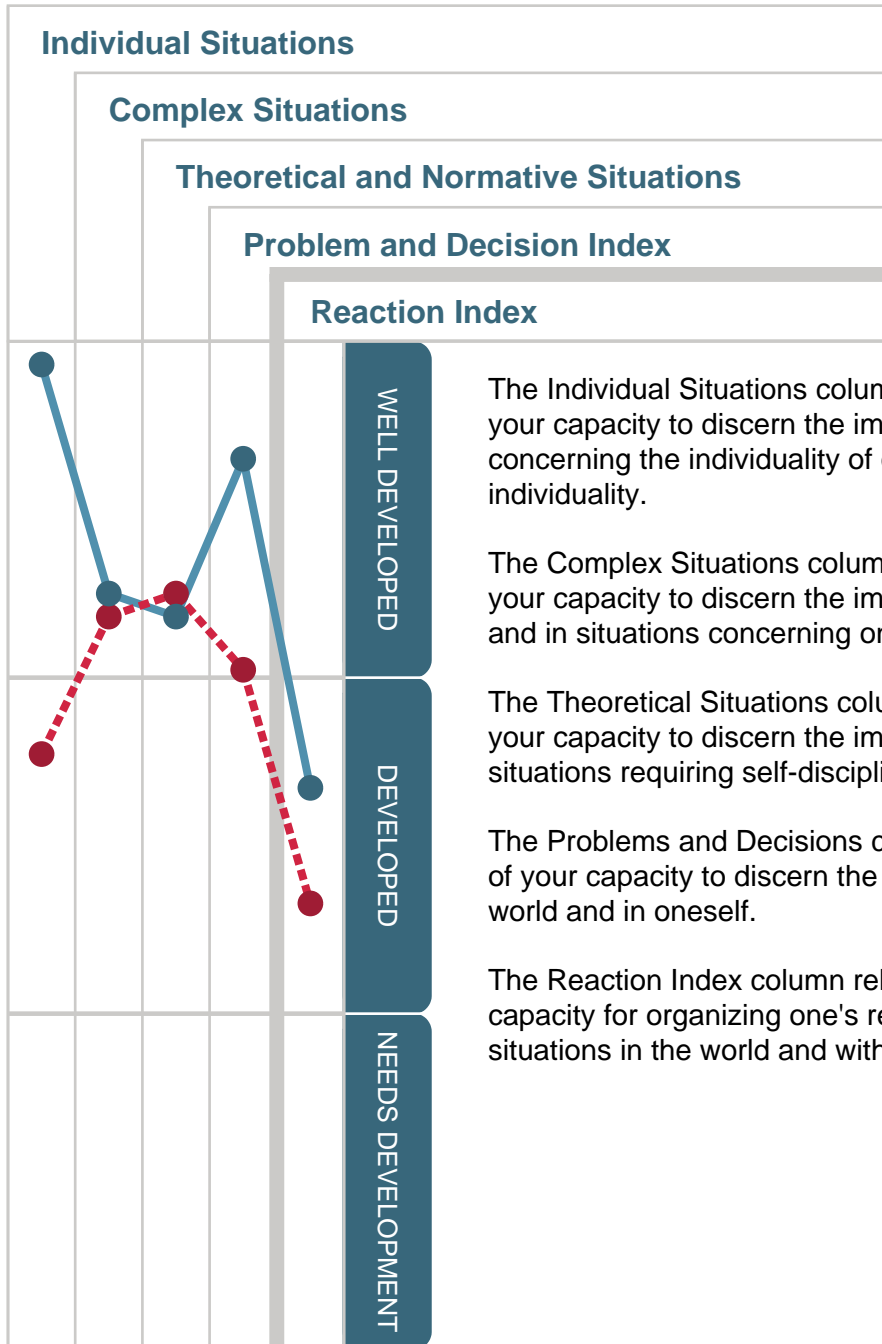 Individual Situations
Complex Situations
Theoretical and Normative Situations
Problem and Decision Index
Reaction Index
WELL DEVELOPED
The Individual Situations colum
your capacity to discern the im
concerning the individuality of
individuality.
The Complex Situations colum
your capacity to discern the im
and in situations concerning or
DEVELOPED
The Theoretical Situations colu
your capacity to discern the im
situations requiring self-discipli
The Problems and Decisions c
of your capacity to discern the
world and in oneself.
The Reaction Index column rel
capacity for organizing one's re
situations in the world and with
NEEDS DEVELOPMENT